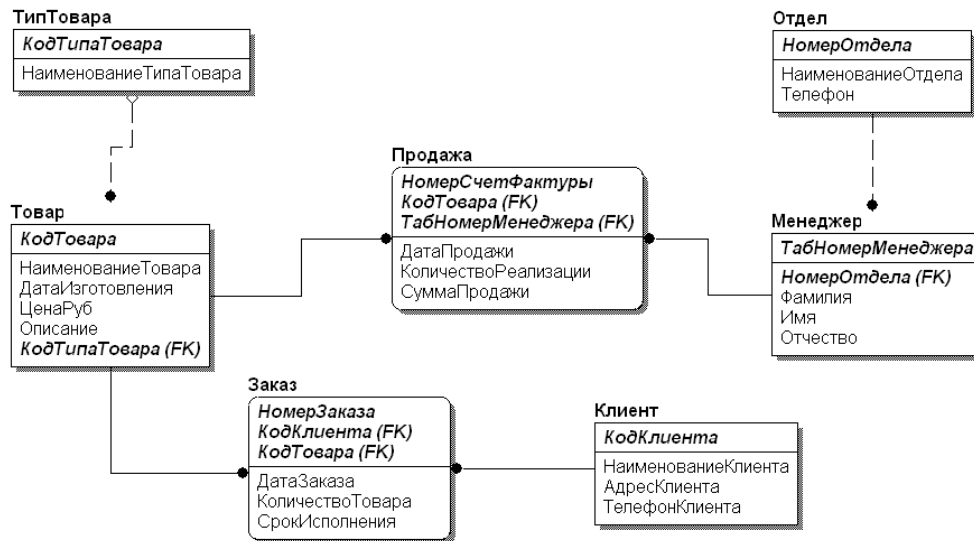 ТипТовара
КодТипаТовара
НаименованиеТипаТовара
Отдел
НомерОтдела
НаименованиеОтдела
Телефон
Продажа
НомерСчетФактуры
КодТовара (FK)
ТабНомерМенеджера (FK)
ДатаПродажи
КоличествоРеализации
СуммаПродажи
Товар
КодТовара
НаименованиеТовара
ДатаИзготовления
ЦенаРуб
Описание
КодТипаТовара (FK)
Менеджер
ТабНомерМенеджера
НомерОтдела (FK)
Фамилия
Имя
Отчество
Заказ
НомерЗаказа
КодКлиента (FK)
КодТовара (FK)
ДатаЗаказа
КоличествоТовара
СрокИсполнения
Клиент
КодКлиента
НаименованиеКлиента
АдресКлиента
ТелефонКлиента